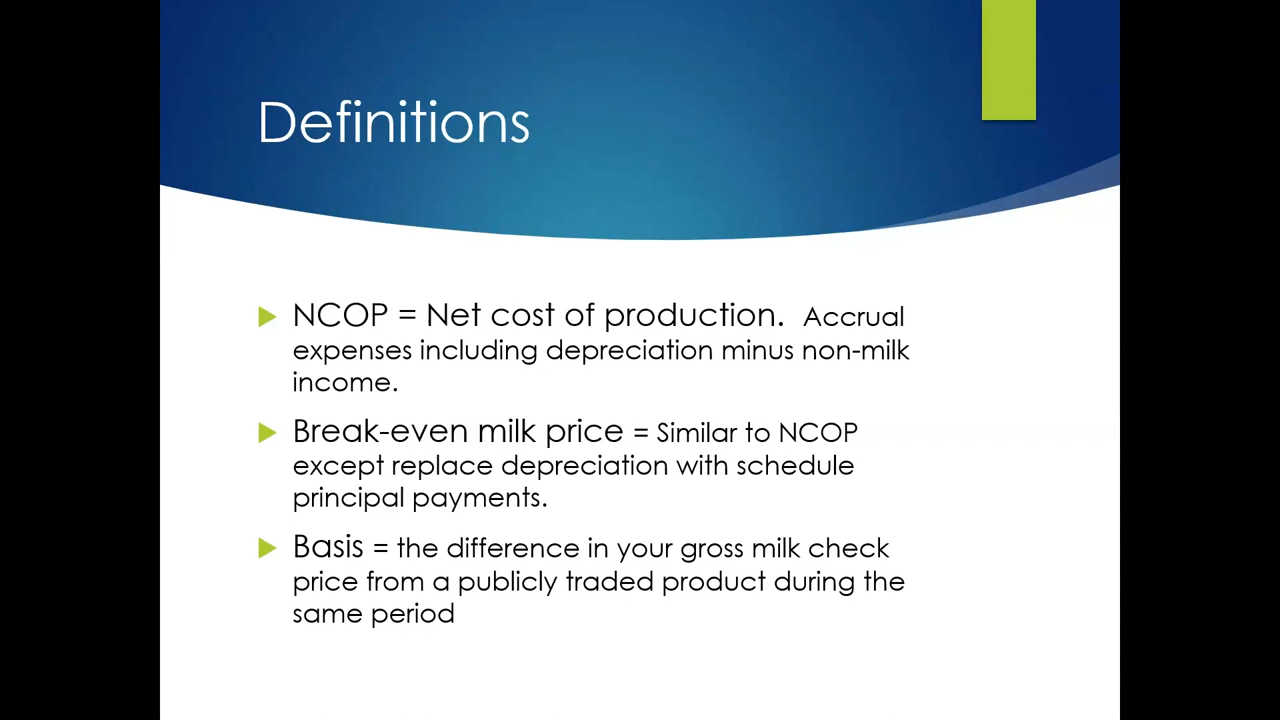 Definitions
NCOP = Net cost of production. Accrual
expenses including depreciation minus non-milk
income.
Break-even milk price = Similar to NCOP
except replace depreciation with schedule
principal payments.
Basis = the difference in your gross milk check
price from a publicly traded product during the
same period